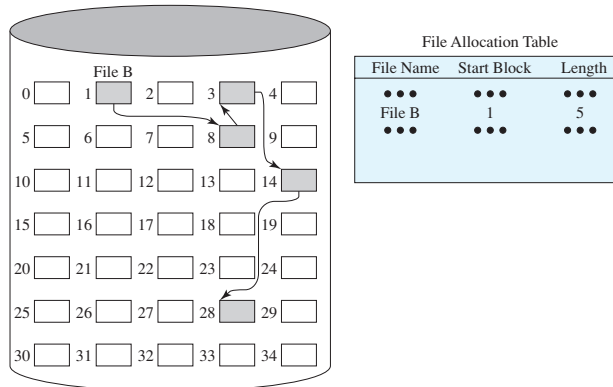 File B
0 1 2 3 4
5 6 7 8 9
10 11 12 13 14
15 16 17 18 19
20 21 22 23 24
25 26 27 28 29
30 31 32 33 34
File Allocation Table
File Name Start Block Length
••• ••• •••
File B 1 5
••• ••• •••